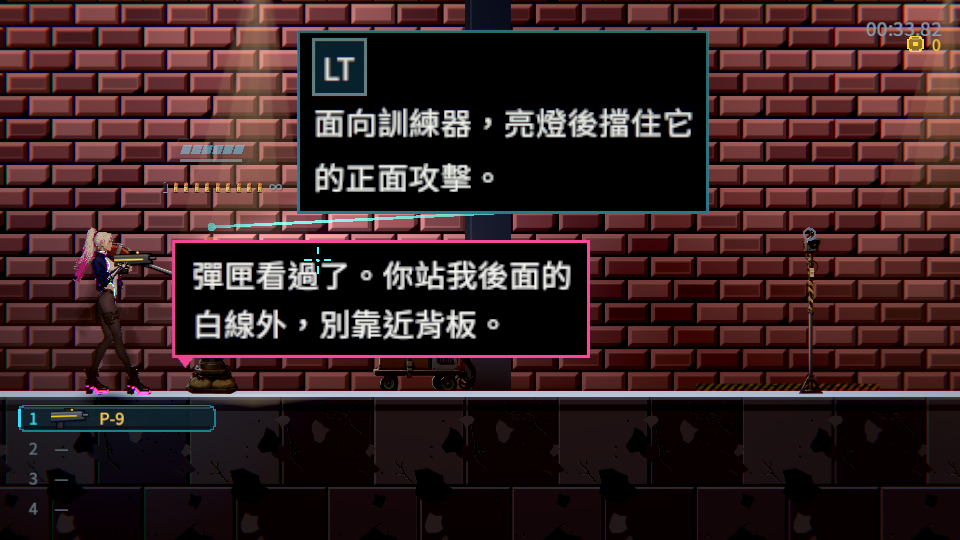 00:33.82
0
LT
面向訓練器，亮燈後擋住它
的正面攻擊。
∞
彈匣看過了。你站我後面的
白線外，別靠近背板。
1 P-9
2 —
3 —
4 —